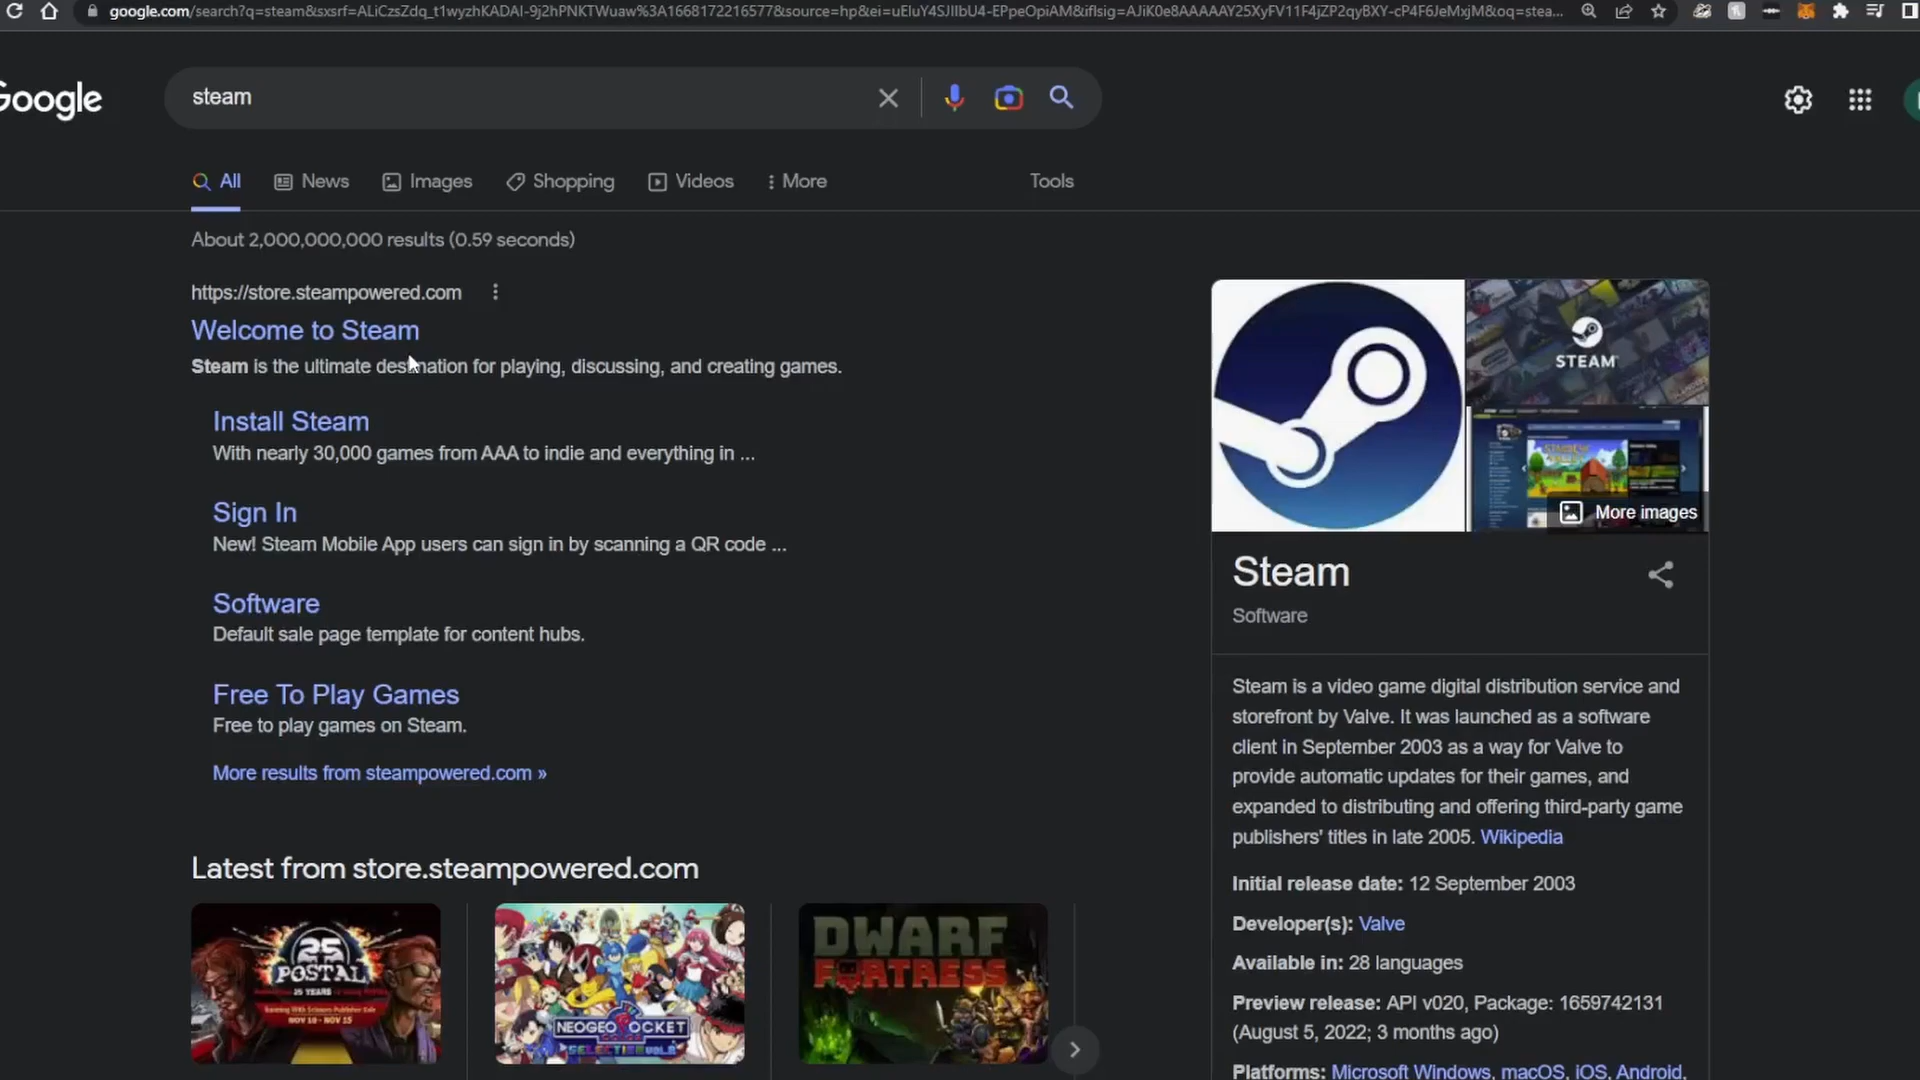 google.com/search?q=steam&sxsrf=ALiCzsZdq_t1wyzhKADAI-9j2hPNKTWuaw%3A1668172216577&source=hp&ei=uEluY4SJIIbU4-EPpeOpiAM&iflsig=AJiK0e8AAAAAY25XyFV11F4jZP2qyBXY-cP4F6JeMxjM&oq=stea...
Google
steam
All News Images Shopping Videos More Tools
About 2,000,000,000 results (0.59 seconds)
https://store.steampowered.com
Welcome to Steam
Steam is the ultimate destination for playing, discussing, and creating games.
Install Steam
With nearly 30,000 games from AAA to indie and everything in ...
Sign In
New! Steam Mobile App users can sign in by scanning a QR code ...
Software
Default sale page template for content hubs.
Free To Play Games
Free to play games on Steam.
More results from steampowered.com »
Latest from store.steampowered.com
25
POSTAL
25 YEARS
NOV 10 - NOV 15
NEOGEO POCKET
SELECTION VOL.2
DWARF
FORTRESS
STEAM
More images
Steam
Software
Steam is a video game digital distribution service and
storefront by Valve. It was launched as a software
client in September 2003 as a way for Valve to
provide automatic updates for their games, and
expanded to distributing and offering third-party game
publishers' titles in late 2005. Wikipedia
Initial release date: 12 September 2003
Developer(s): Valve
Available in: 28 languages
Preview release: API v020, Package: 1659742131
(August 5, 2022; 3 months ago)
Platforms: Microsoft Windows, macOS, iOS, Android,